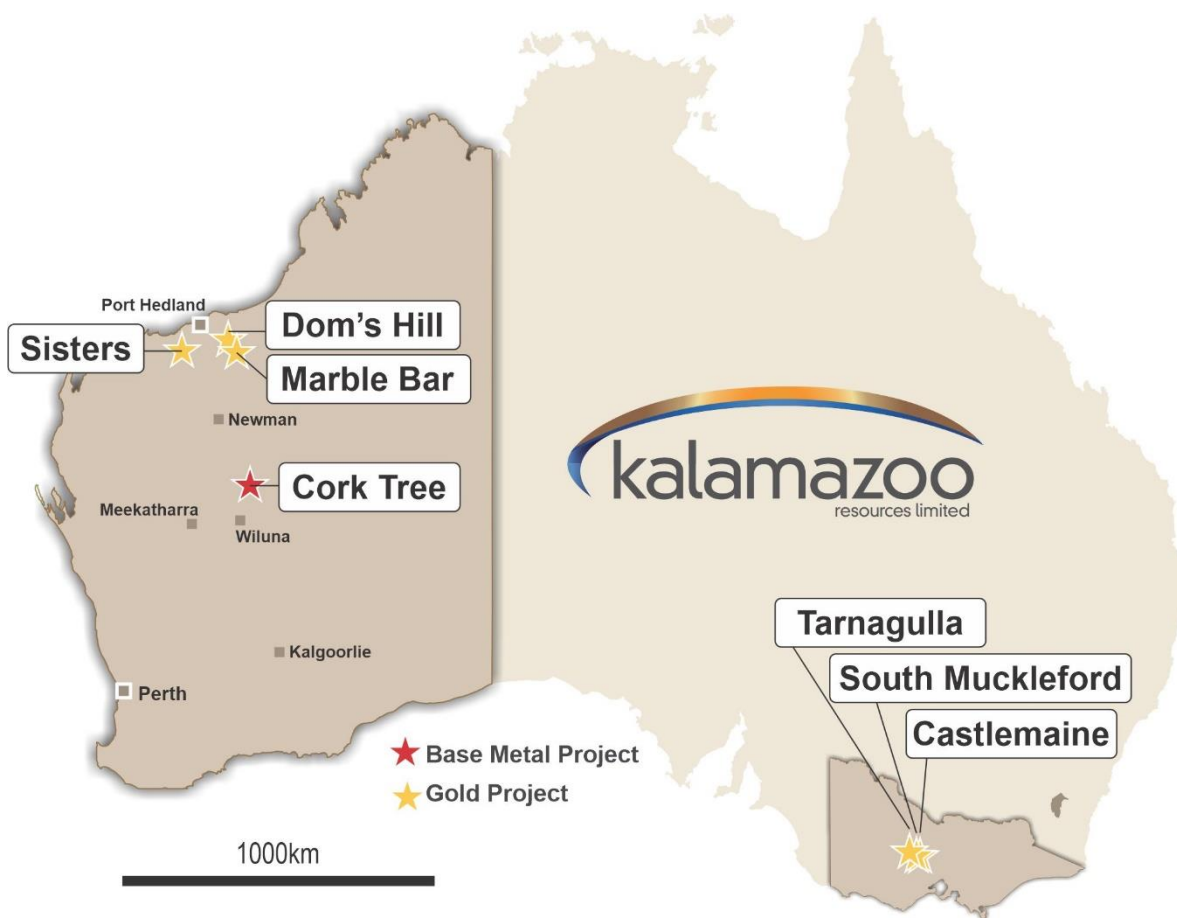 Port Hedland
Dom's Hill
Sisters
Marble Bar
Newman
Cork Tree
Meekatharra
Wiluna
Kalgoorlie
Perth
kalamazoo
resources limited
Tarnagulla
South Muckleford
Castlemaine
Base Metal Project
Gold Project
1000km